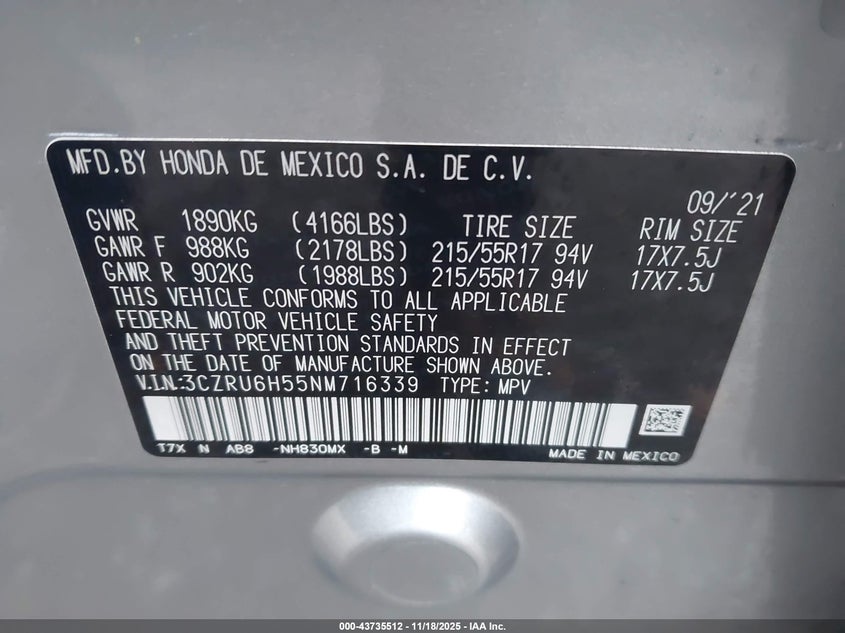 MFD.BY HONDA DE MEXICO S.A. DE C.V.
09/'21
GVWR 1890KG (4166LBS) TIRE SIZE RIM SIZE
GAWR F 988KG (2178LBS) 215/55R17 94V 17X7.5J
GAWR R 902KG (1988LBS) 215/55R17 94V 17X7.5J
THIS VEHICLE CONFORMS TO ALL APPLICABLE
FEDERAL MOTOR VEHICLE SAFETY
AND THEFT PREVENTION STANDARDS IN EFFECT
ON THE DATE OF MANUFACTURE SHOWN ABOVE.
V.I.N.:3CZRU6H55NM716339 TYPE: MPV
T7X N AB8 -NH830MX -B -M
MADE IN MEXICO
000-43735512 — 11/18/2025 — IAA Inc.